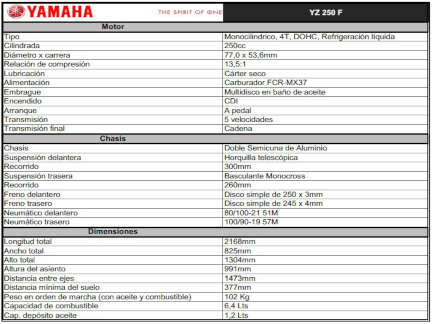 YAMAHA THE SPIRIT OF ONE YZ 250 F
Motor
Tipo Monocilíndrico, 4T, DOHC, Refrigeración líquida
Cilindrada 250cc
Diámetro x carrera 77,0 x 53,6mm
Relación de compresión 13,5:1
Lubricación Cárter seco
Alimentación Carburador FCR-MX37
Embrague Multidisco en baño de aceite
Encendido CDI
Arranque A pedal
Transmisión 5 velocidades
Transmisión final Cadena
Chasis
Chasis Doble Semicuna de Aluminio
Suspensión delantera Horquilla telescópica
Recorrido 300mm
Suspensión trasera Basculante Monocross
Recorrido 260mm
Freno delantero Disco simple de 250 x 3mm
Freno trasero Disco simple de 245 x 4mm
Neumático delantero 80/100-21 51M
Neumático trasero 100/90-19 57M
Dimensiones
Longitud total 2168mm
Ancho total 825mm
Alto total 1304mm
Altura del asiento 991mm
Distancia entre ejes 1473mm
Distancia mínima del suelo 377mm
Peso en orden de marcha (con aceite y combustible) 102 Kg
Capacidad de combustible 6,4 Lts
Cap. depósito aceite 1,2 Lts